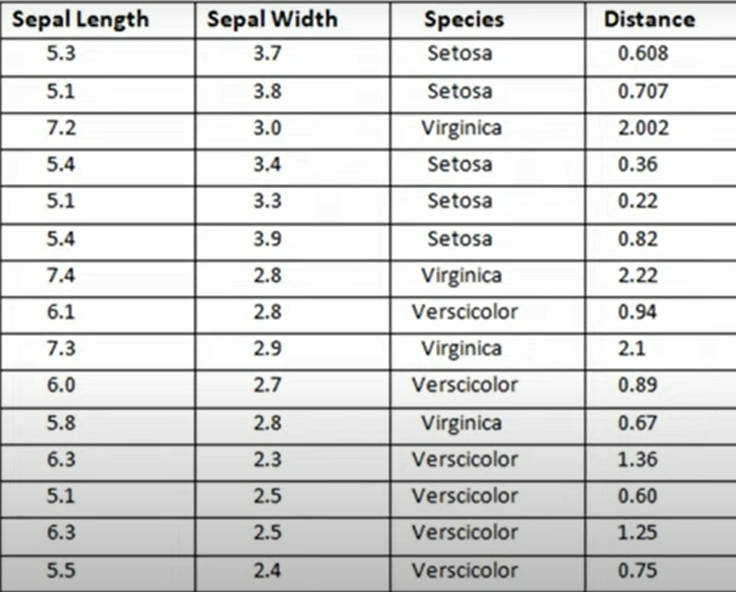 Sepal Length Sepal Width Species Distance
5.3 3.7 Setosa 0.608
5.1 3.8 Setosa 0.707
7.2 3.0 Virginica 2.002
5.4 3.4 Setosa 0.36
5.1 3.3 Setosa 0.22
5.4 3.9 Setosa 0.82
7.4 2.8 Virginica 2.22
6.1 2.8 Verscicolor 0.94
7.3 2.9 Virginica 2.1
6.0 2.7 Verscicolor 0.89
5.8 2.8 Virginica 0.67
6.3 2.3 Verscicolor 1.36
5.1 2.5 Verscicolor 0.60
6.3 2.5 Verscicolor 1.25
5.5 2.4 Verscicolor 0.75